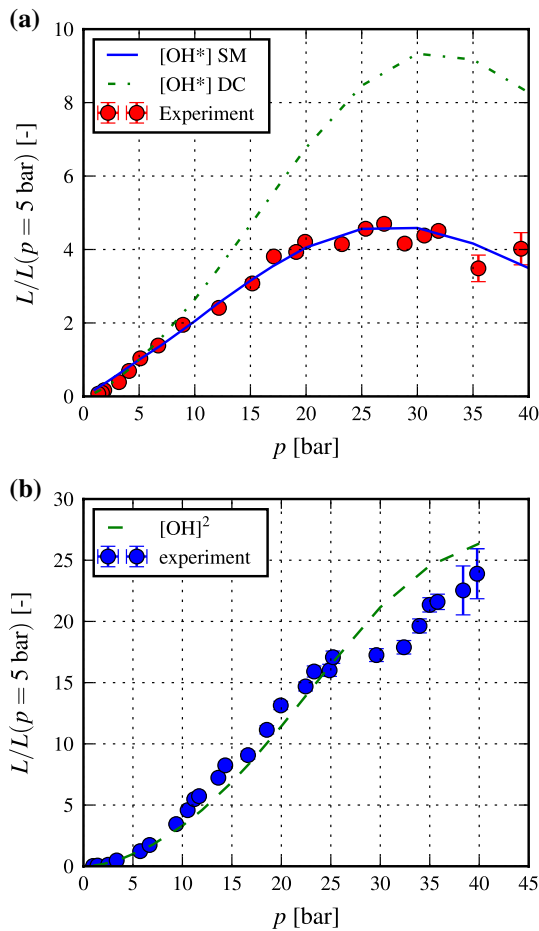 (a)
[OH*] SM
[OH*] DC
Experiment
L/L(p = 5 bar) [-]
10
8
6
4
2
0
0 5 10 15 20 25 30 35 40
p [bar]
(b)
[OH]²
experiment
L/L(p = 5 bar) [-]
30
25
20
15
10
5
0
0 5 10 15 20 25 30 35 40 45
p [bar]